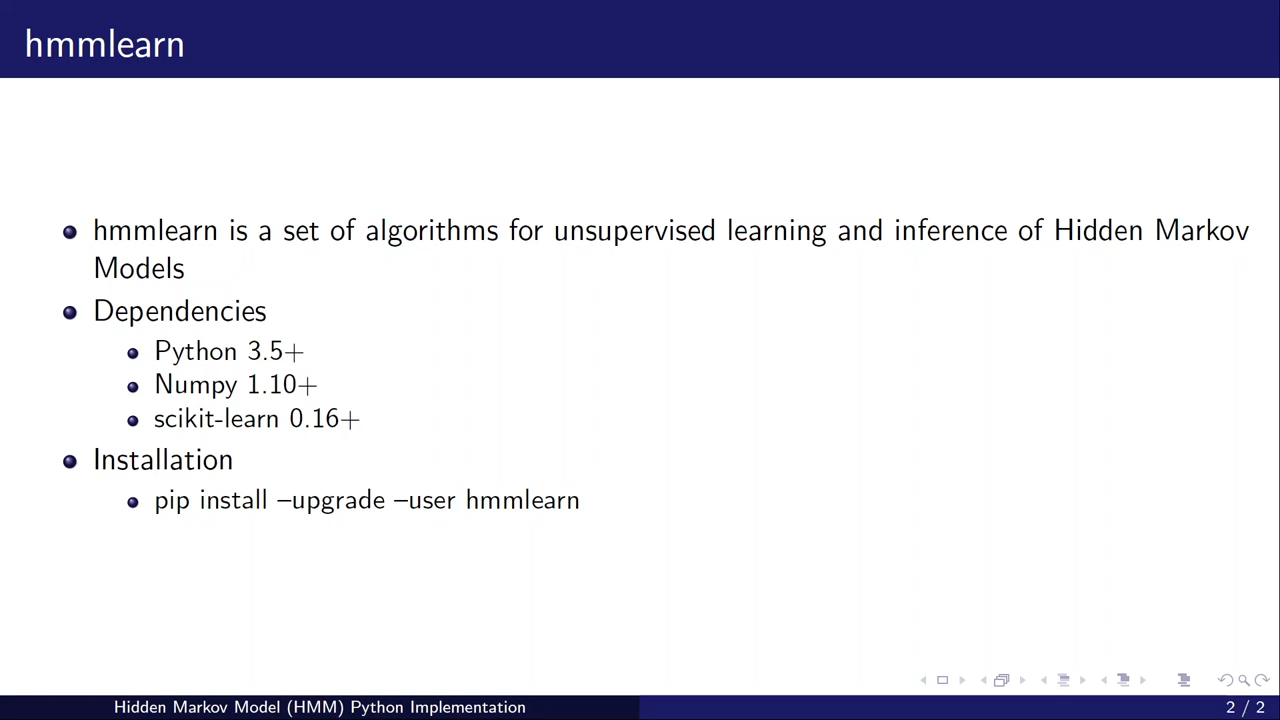 hmmlearn
hmmlearn is a set of algorithms for unsupervised learning and inference of Hidden Markov
Models
Dependencies
Python 3.5+
Numpy 1.10+
scikit-learn 0.16+
Installation
pip install –upgrade –user hmmlearn
Hidden Markov Model (HMM) Python Implementation
2 / 2